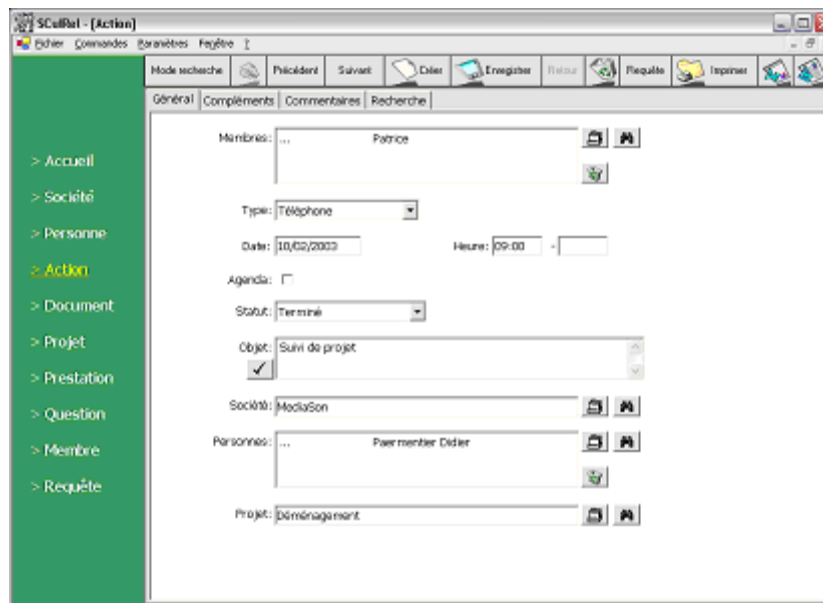 SCulRel - [Action]
Fichier Commandes Paramètres Fenêtre ?
Mode recherche Précédent Suivant Créer Enregistrer Retour Requête Imprimer
Général Compléments Commentaires Recherche
> Accueil
> Société
> Personne
> Action
> Document
> Projet
> Prestation
> Question
> Membre
> Requête
Membres: ... Patrice
Type: Téléphone
Date: 10/02/2003 Heure: 09:00 -
Agenda:
Statut: Terminé
Objet: Suivi de projet
Société: MediaSon
Personnes: ... Paermentier Didier
Projet: Déménagement